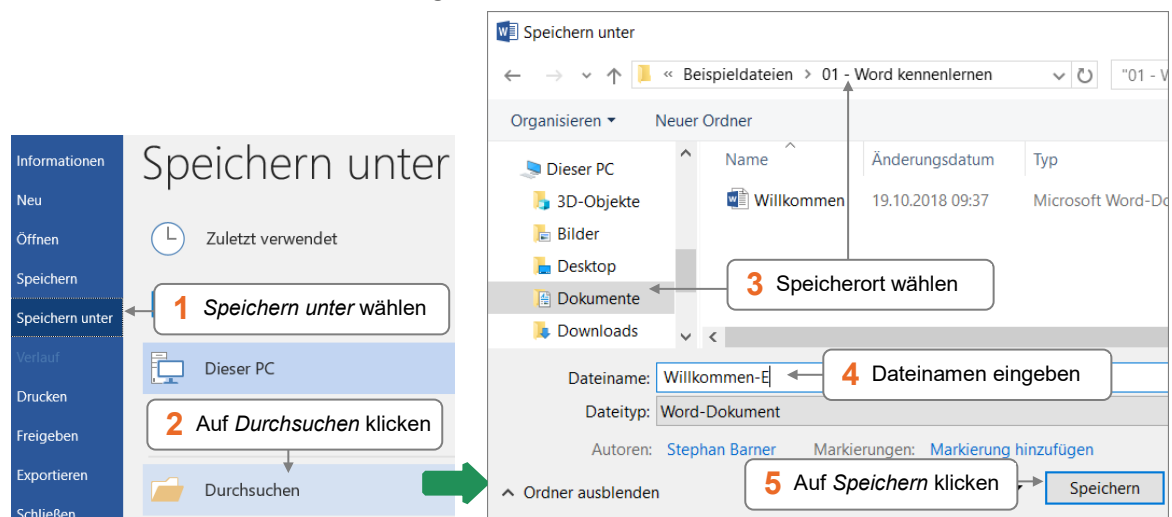 Informationen
Neu
Öffnen
Speichern
Speichern unter
Verlauf
Drucken
Freigeben
Exportieren
Schließen
Speichern unter
Zuletzt verwendet
1 Speichern unter wählen
Dieser PC
2 Auf Durchsuchen klicken
Durchsuchen
Speichern unter
« Beispieldateien > 01 - Word kennenlernen "01 -
Organisieren Neuer Ordner
Name Änderungsdatum Typ
Dieser PC
3D-Objekte
Willkommen 19.10.2018 09:37 Microsoft
Bilder
Desktop
Dokumente
Downloads
3 Speicherort wählen
Dateiname: Willkommen-E
4 Dateinamen eingeben
Dateityp: Word-Dokument
Autoren: Stephan Barner Markierungen: Markierung hinzufügen
5 Auf Speichern klicken
Ordner ausblenden Speichern